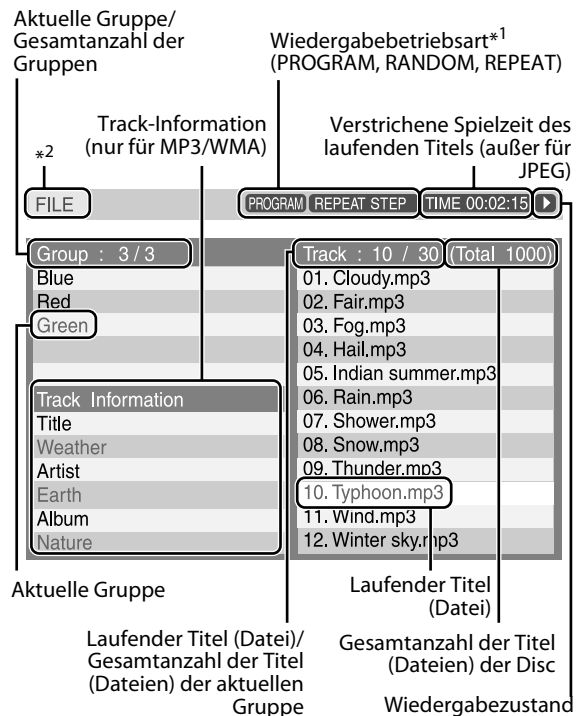 Aktuelle Gruppe/
Gesamtanzahl der
Gruppen
Wiedergabebetriebsart*1
(PROGRAM, RANDOM, REPEAT)
Track-Information
(nur für MP3/WMA)
Verstrichene Spielzeit des
laufenden Titels (außer für
JPEG)
*2
FILE
PROGRAM REPEAT STEP TIME 00:02:15
Group : 3 / 3
Blue
Red
Green
Track Information
Title
Weather
Artist
Earth
Album
Nature
Track : 10 / 30 (Total 1000)
01. Cloudy.mp3
02. Fair.mp3
03. Fog.mp3
04. Hail.mp3
05. Indian summer.mp3
06. Rain.mp3
07. Shower.mp3
08. Snow.mp3
09. Thunder.mp3
10. Typhoon.mp3
11. Wind.mp3
12. Winter sky.mp3
Aktuelle Gruppe
Laufender Titel
(Datei)
Laufender Titel (Datei)/
Gesamtanzahl der Titel
(Dateien) der aktuellen
Gruppe
Gesamtanzahl der Titel
(Dateien) der Disc
Wiedergabezustand